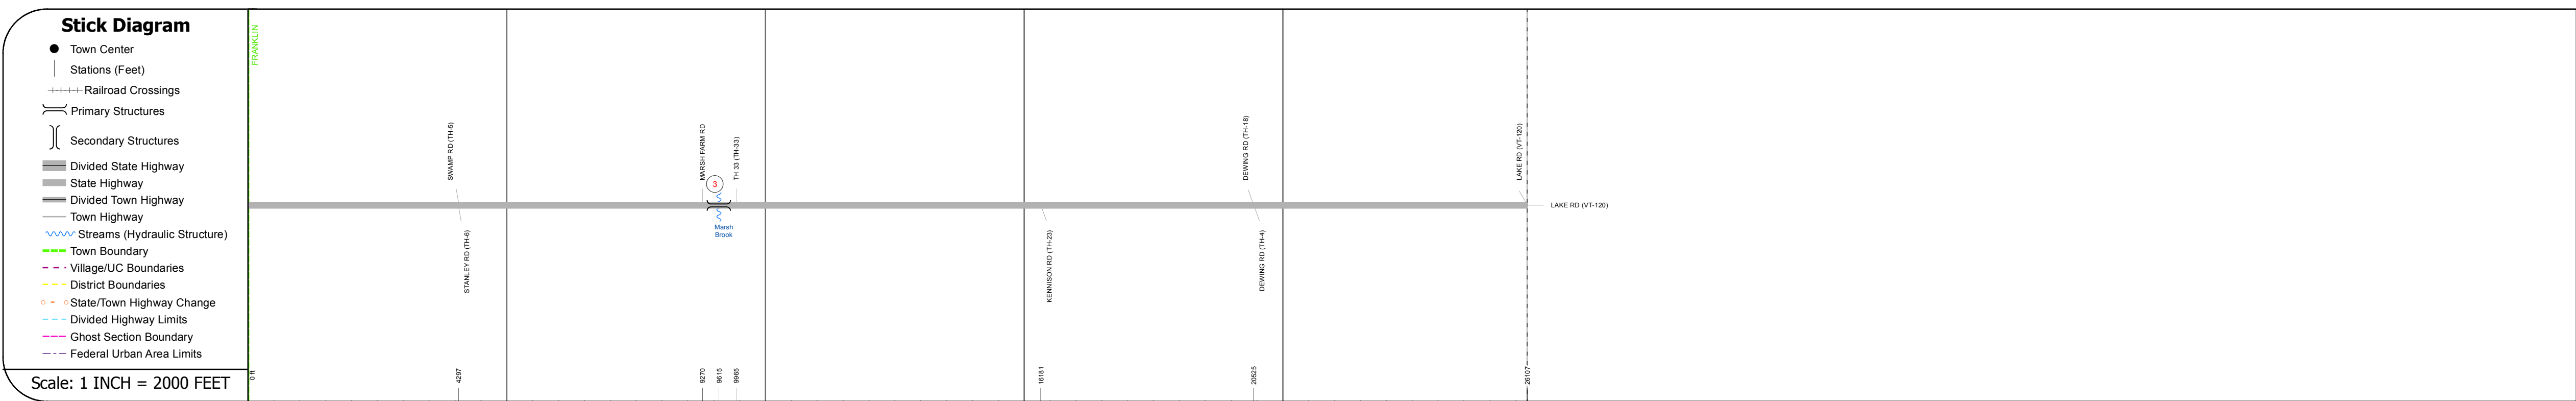 Stick Diagram
Town Center
Stations (Feet)
Railroad Crossings
Primary Structures
Secondary Structures
Divided State Highway
State Highway
Divided Town Highway
Town Highway
Streams (Hydraulic Structure)
Town Boundary
Village/UC Boundaries
District Boundaries
State/Town Highway Change
Divided Highway Limits
Ghost Section Boundary
Federal Urban Area Limits
Scale: 1 INCH = 2000 FEET
FRANKLIN
SWAMP RD (TH-5)
STANLEY RD (TH-6)
MARSH FARM RD
3
TH 33 (TH-33)
Marsh
Brook
KENNISON RD (TH-23)
DEWING RD (TH-18)
DEWING RD (TH-4)
LAKE RD (VT-120)
LAKE RD (VT-120)
0 ft
4297
9270
9615
9965
16181
20525
26107